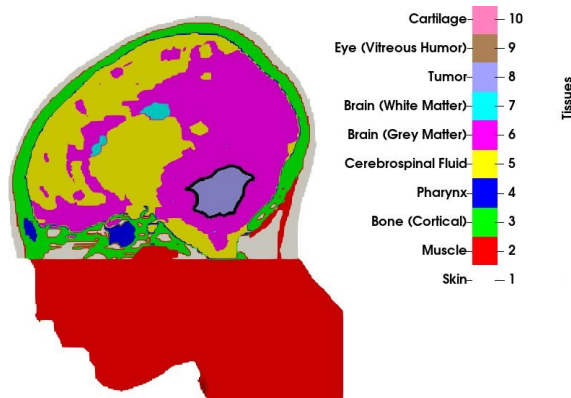 Cartilage 10
Eye (Vitreous Humor) 9
Tumor 8
Brain (White Matter) 7
Brain (Grey Matter) 6
Cerebrospinal Fluid 5
Pharynx 4
Bone (Cortical) 3
Muscle 2
Skin 1
Tissues